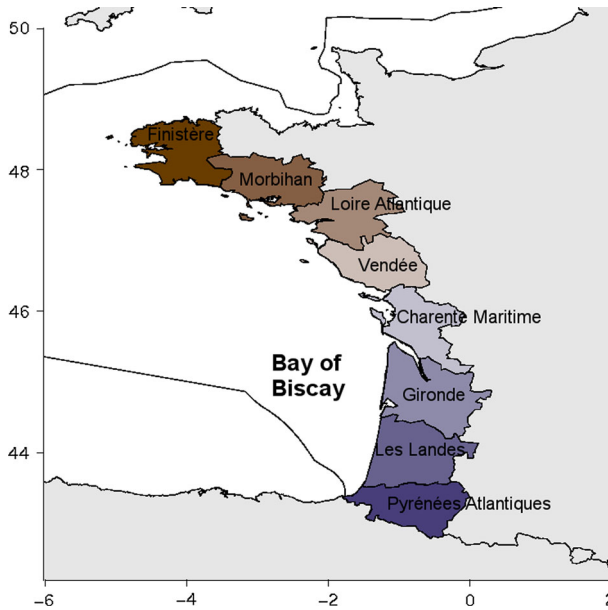 50
Finistère
48
Morbihan
Loire Atlantique
Vendée
46
Charente Maritime
Bay of
Biscay
Gironde
44
Les Landes
Pyrénées Atlantiques
−6
−4
−2
0
2